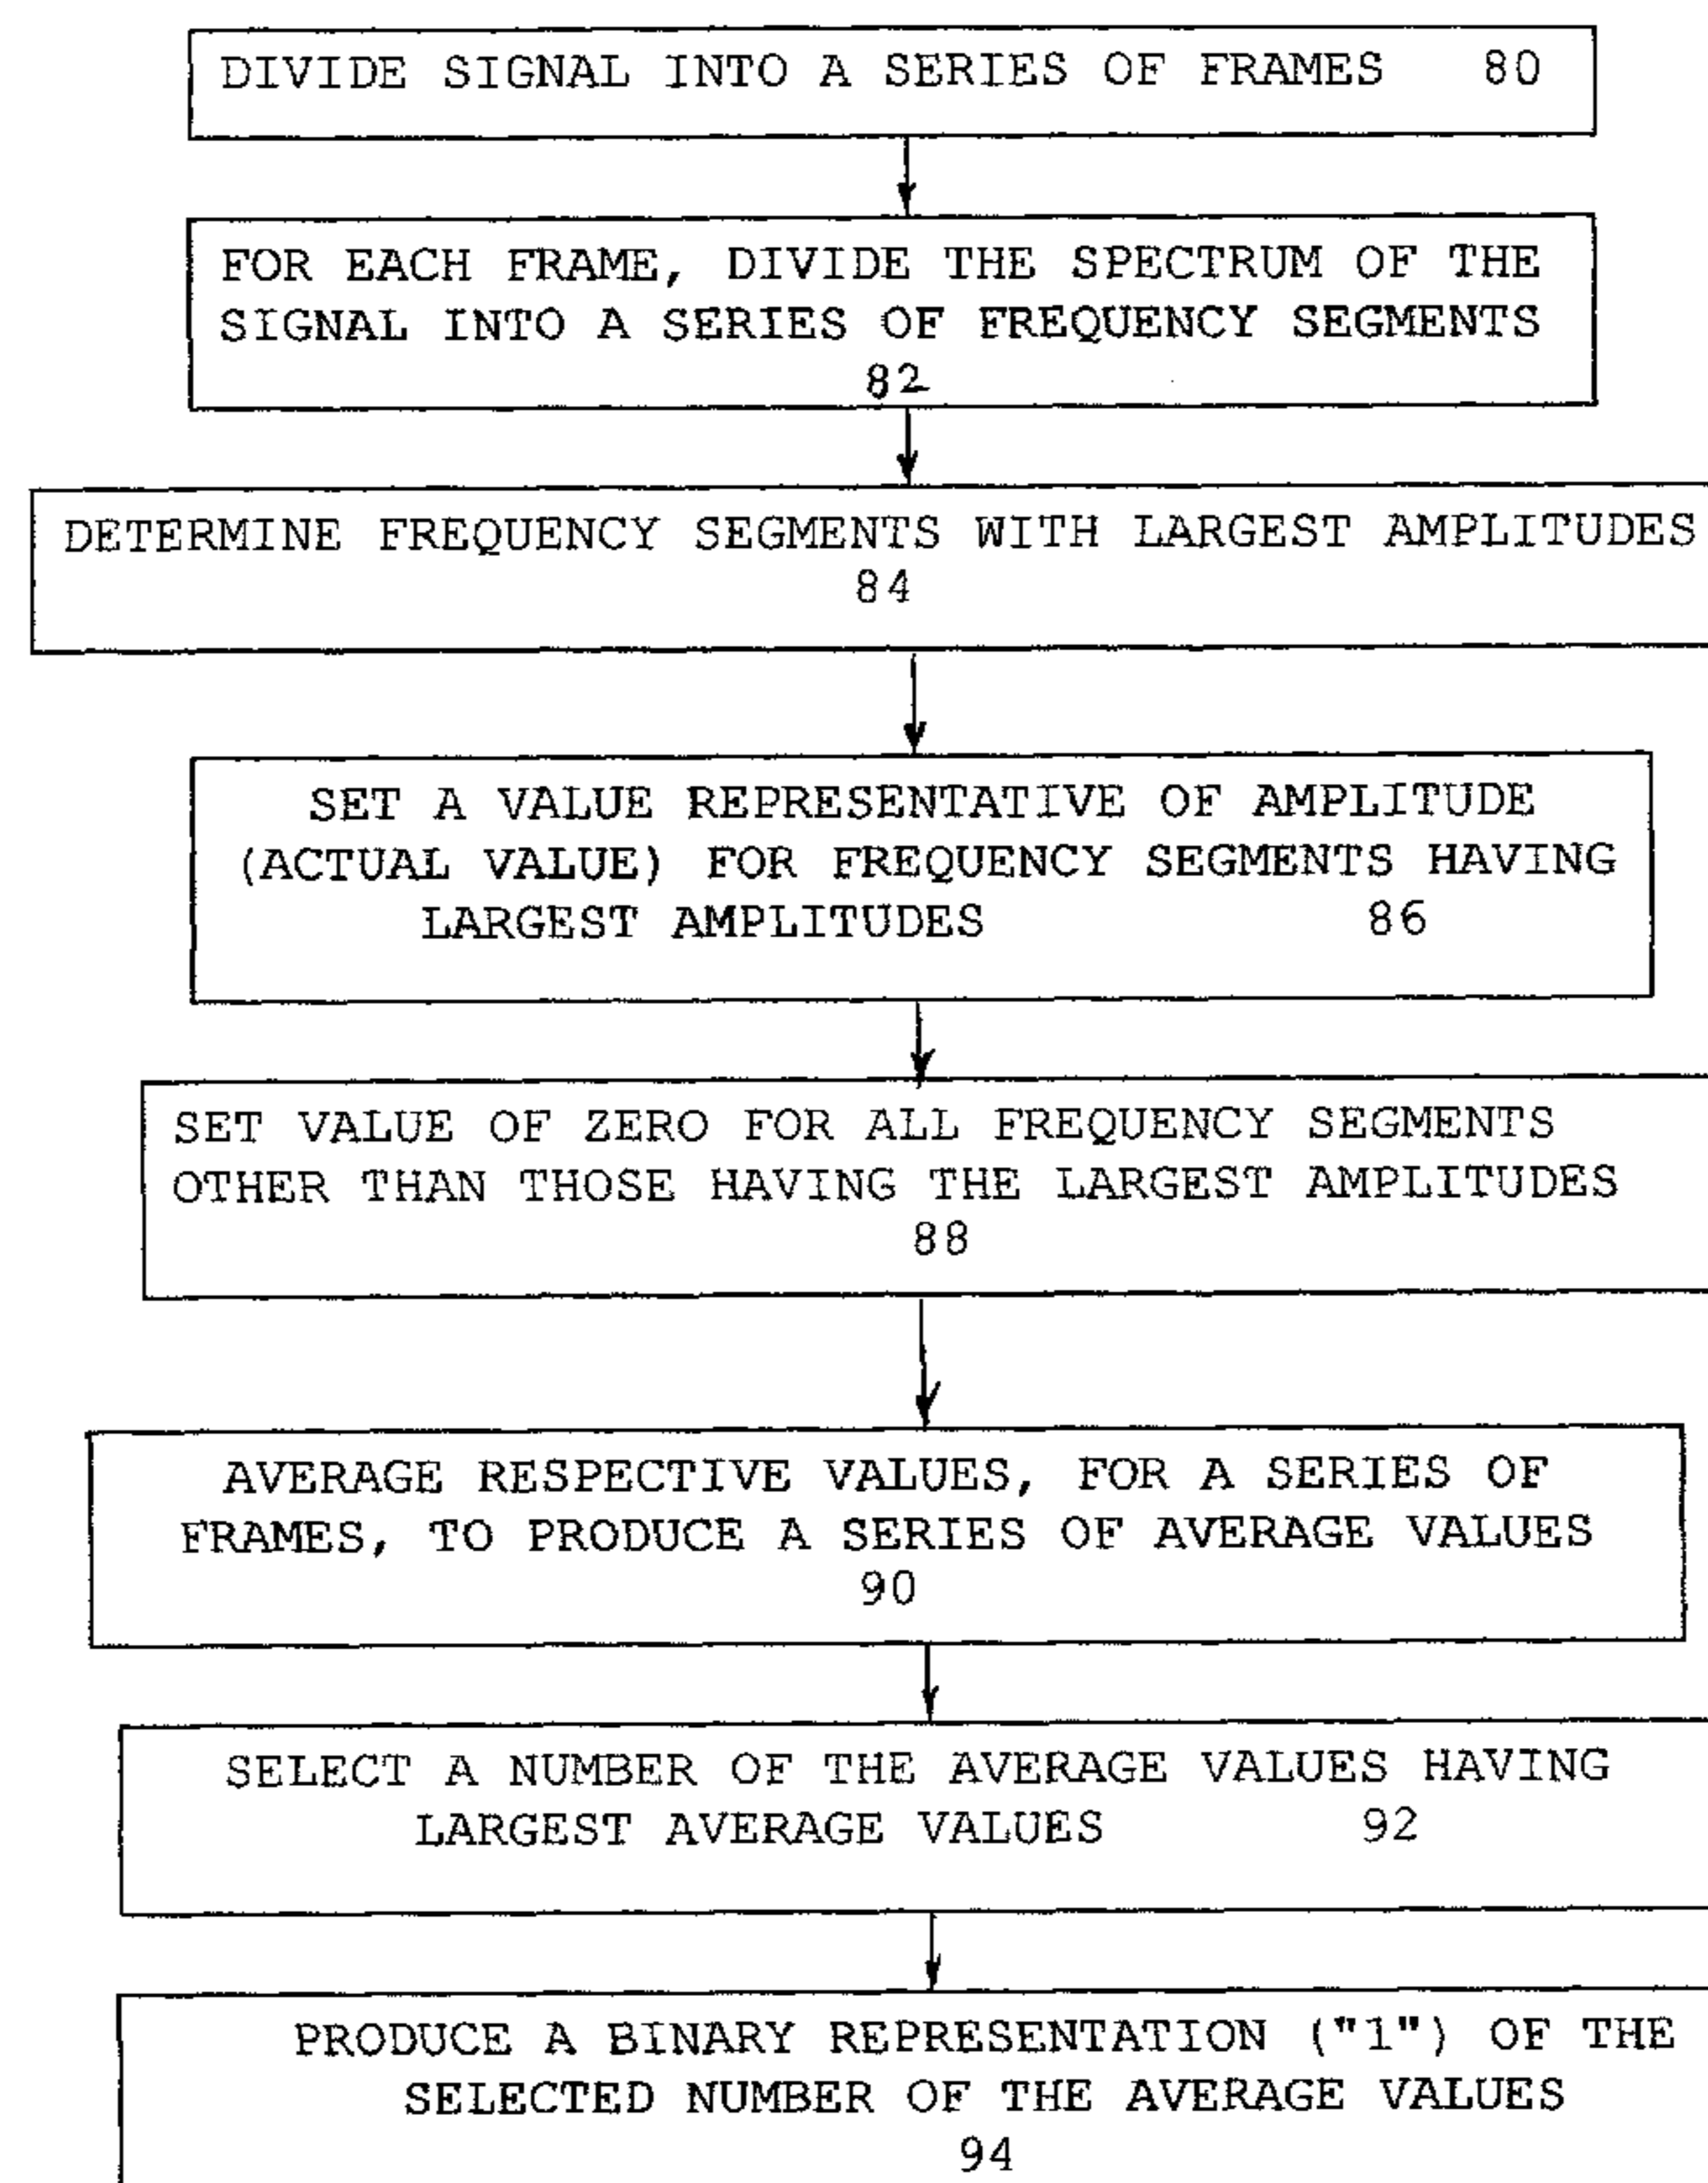 DIVIDE SIGNAL INTO A SERIES OF FRAMES 80
FOR EACH FRAME, DIVIDE THE SPECTRUM OF THE
SIGNAL INTO A SERIES OF FREQUENCY SEGMENTS
82
DETERMINE FREQUENCY SEGMENTS WITH LARGEST AMPLITUDES
84
SET A VALUE REPRESENTATIVE OF AMPLITUDE
(ACTUAL VALUE) FOR FREQUENCY SEGMENTS HAVING
LARGEST AMPLITUDES 86
SET VALUE OF ZERO FOR ALL FREQUENCY SEGMENTS
OTHER THAN THOSE HAVING THE LARGEST AMPLITUDES
88
AVERAGE RESPECTIVE VALUES, FOR A SERIES OF
FRAMES, TO PRODUCE A SERIES OF AVERAGE VALUES
90
SELECT A NUMBER OF THE AVERAGE VALUES HAVING
LARGEST AVERAGE VALUES 92
PRODUCE A BINARY REPRESENTATION ("1") OF THE
SELECTED NUMBER OF THE AVERAGE VALUES
94